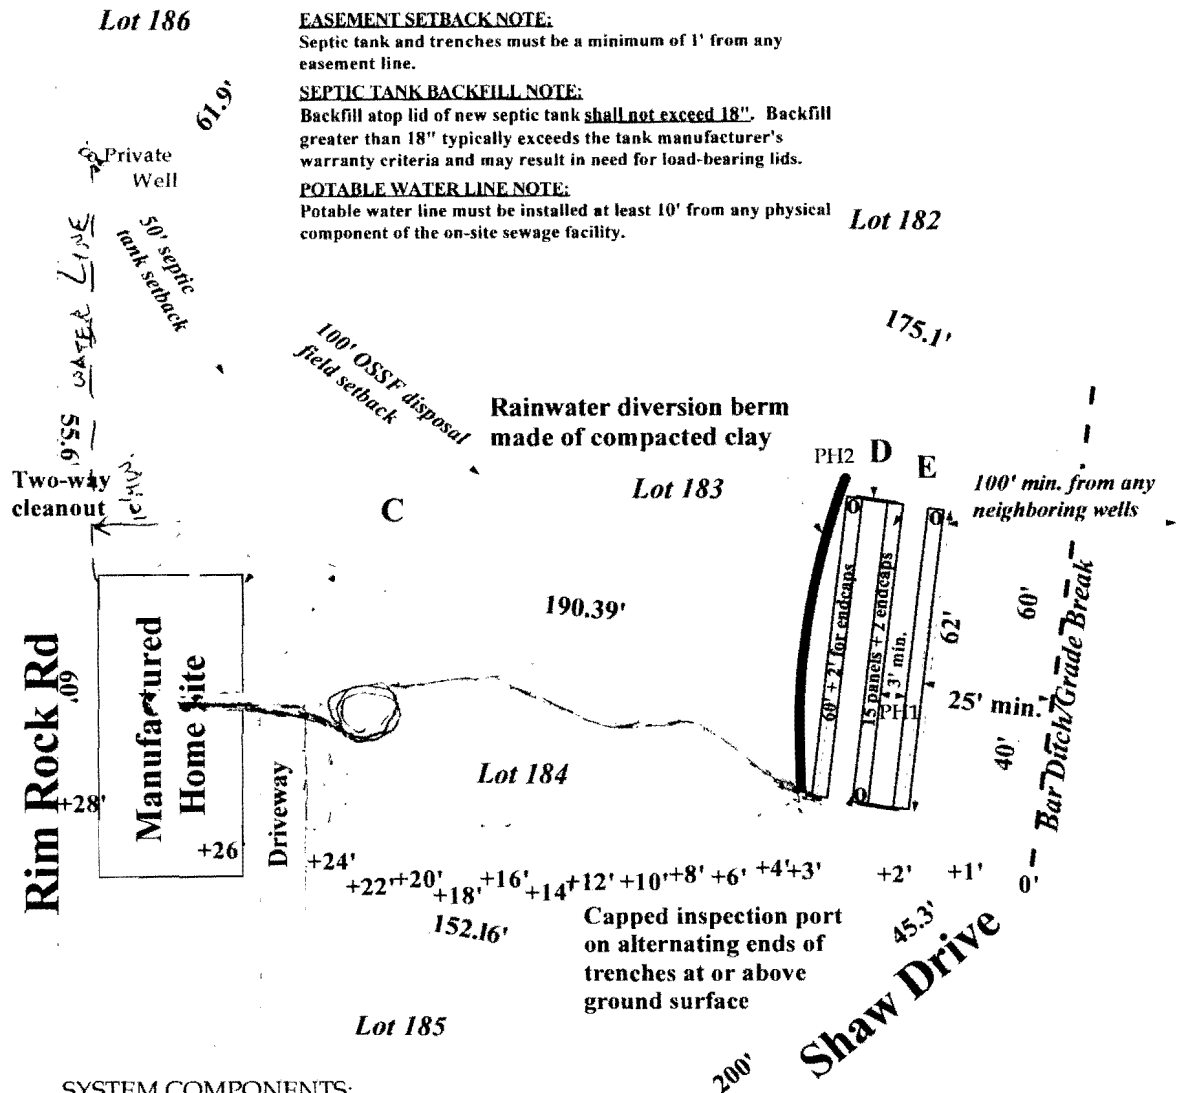 Lot 186
EASEMENT SETBACK NOTE:
Septic tank and trenches must be a minimum of 1' from any
easement line.
SEPTIC TANK BACKFILL NOTE:
Backfill atop lid of new septic tank shall not exceed 18". Backfill
greater than 18" typically exceeds the tank manufacturer's
warranty criteria and may result in need for load-bearing lids.
POTABLE WATER LINE NOTE:
Potable water line must be installed at least 10' from any physical
component of the on-site sewage facility.
61.9'
Private
Well
50' septic
tank setback
WATER LINE
55.6'
Lot 182
175.1'
100' OSSF disposal
field setback
Rainwater diversion berm
made of compacted clay
PH2
D
E
Lot 183
100' min. from any
neighboring wells
Two-way
cleanout
C
190.39'
60' + 2' for endcaps
15 panels + 2 endcaps
3' min.
PH1
62'
60'
25' min.
40'
Bar Ditch/Grade Break
Rim Rock Rd
60'
Manufactured
Home Site
Driveway
Lot 184
+28'
+26'
+24'
+22'
+20'
+18'
+16'
+14'
+12'
+10'
+8'
+6'
+4'
+3'
+2'
+1'
0'
152.16'
Capped inspection port
on alternating ends of
trenches at or above
ground surface
45.3'
Shaw Drive
200'
Lot 185
SYSTEM COMPONENTS: